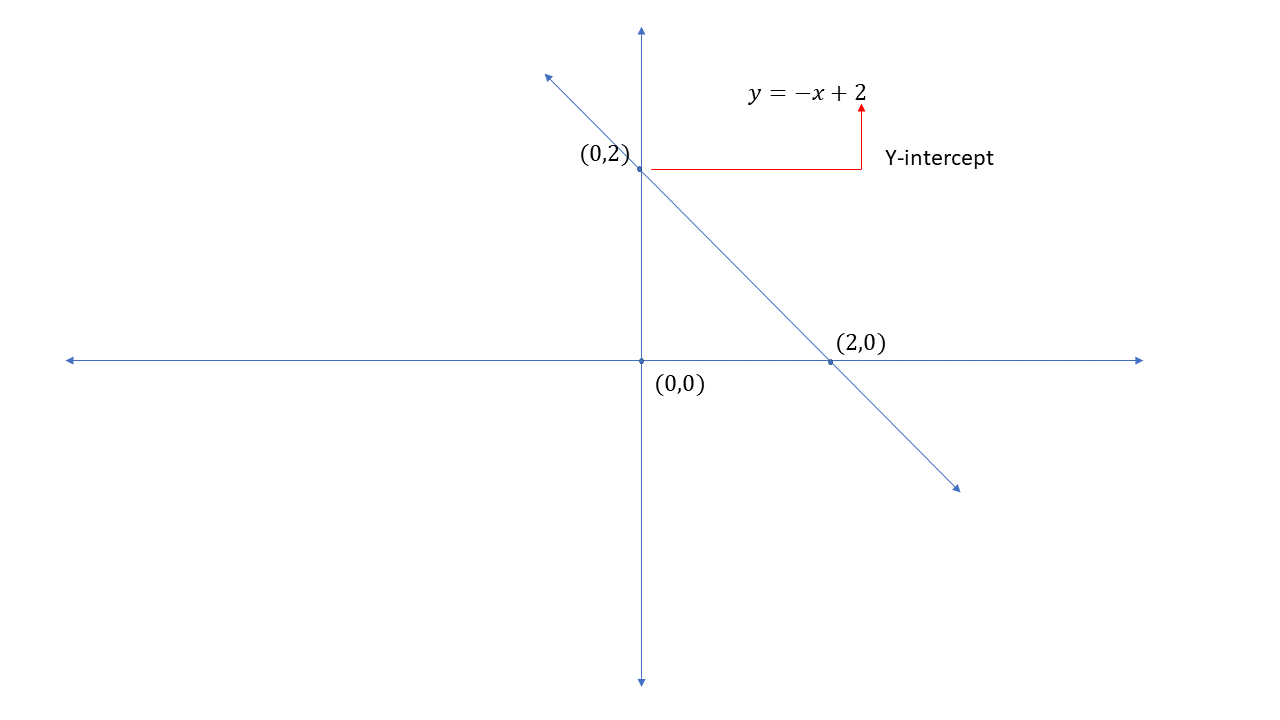 y = −x + 2
(0,2)
Y-intercept
(2,0)
(0,0)